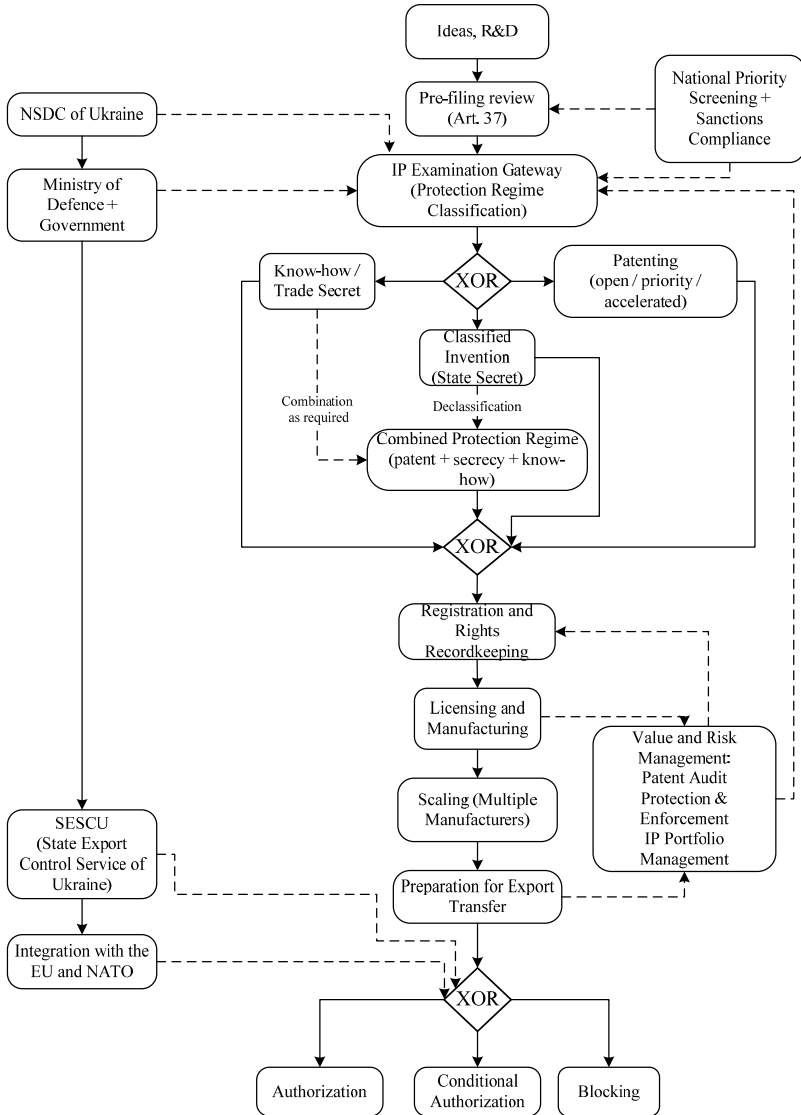 Ideas, R&D
Pre-filing review
(Art. 37)
National Priority
Screening +
Sanctions
Compliance
NSDC of Ukraine
Ministry of
Defence +
Government
IP Examination Gateway
(Protection Regime
Classification)
Know-how /
Trade Secret
XOR
Patenting
(open / priority /
accelerated)
Classified
Invention
(State Secret)
Combination
as required
Declassification
Combined Protection Regime
(patent + secrecy + know-
how)
XOR
Registration and
Rights
Recordkeeping
Licensing and
Manufacturing
Value and Risk
Management:
Patent Audit
Protection &
Enforcement
IP Portfolio
Management
Scaling (Multiple
Manufacturers)
SESCU
(State Export
Control Service of
Ukraine)
Preparation for Export
Transfer
Integration with the
EU and NATO
XOR
Authorization
Conditional
Authorization
Blocking